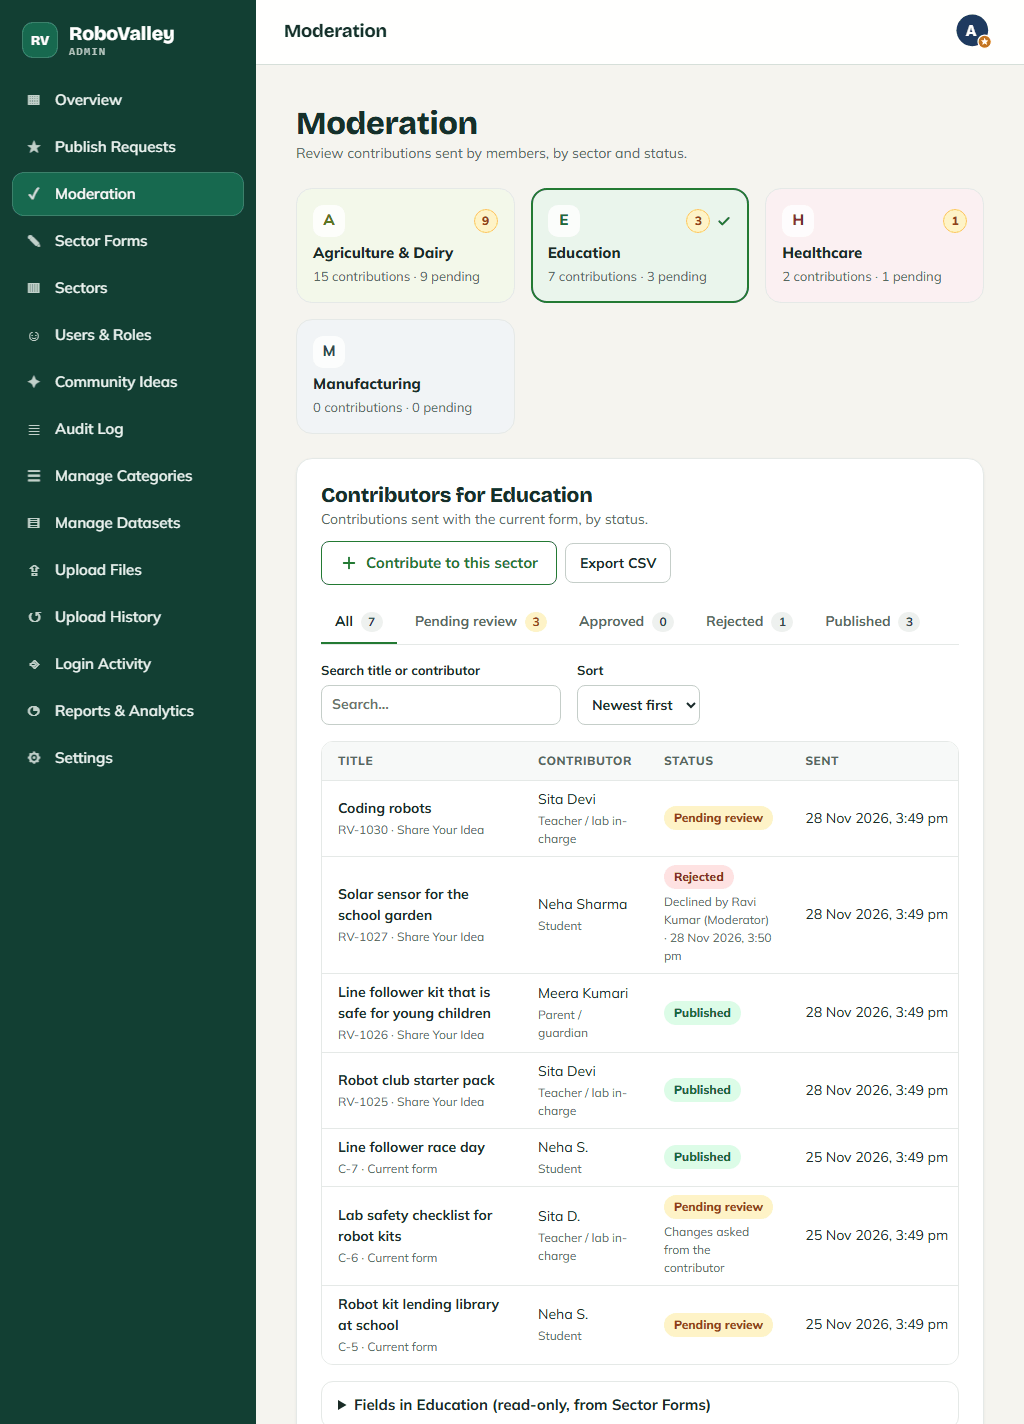 RV
RoboValley
ADMIN
Overview
Publish Requests
Moderation
Sector Forms
Sectors
Users & Roles
Community Ideas
Audit Log
Manage Categories
Manage Datasets
Upload Files
Upload History
Login Activity
Reports & Analytics
Settings
Moderation
A
Moderation
Review contributions sent by members, by sector and status.
A
9
Agriculture & Dairy
15 contributions · 9 pending
E
3
Education
7 contributions · 3 pending
H
1
Healthcare
2 contributions · 1 pending
M
Manufacturing
0 contributions · 0 pending
Contributors for Education
Contributions sent with the current form, by status.
+ Contribute to this sector
Export CSV
All 7
Pending review 3
Approved 0
Rejected 1
Published 3
Search title or contributor
Sort
Search...
Newest first
TITLE CONTRIBUTOR STATUS SENT
Coding robots
RV-1030 · Share Your Idea
Sita Devi
Teacher / lab in-
charge
Pending review
28 Nov 2026, 3:49 pm
Solar sensor for the
school garden
RV-1027 · Share Your Idea
Neha Sharma
Student
Rejected
Declined by Ravi
Kumar (Moderator)
· 28 Nov 2026, 3:50
pm
28 Nov 2026, 3:49 pm
Line follower kit that is
safe for young children
RV-1026 · Share Your Idea
Meera Kumari
Parent /
guardian
Published
28 Nov 2026, 3:49 pm
Robot club starter pack
RV-1025 · Share Your Idea
Sita Devi
Teacher / lab in-
charge
Published
28 Nov 2026, 3:49 pm
Line follower race day
C-7 · Current form
Neha S.
Student
Published
25 Nov 2026, 3:49 pm
Lab safety checklist for
robot kits
C-6 · Current form
Sita D.
Teacher / lab in-
charge
Pending review
Changes asked
from the
contributor
25 Nov 2026, 3:49 pm
Robot kit lending library
at school
C-5 · Current form
Neha S.
Student
Pending review
25 Nov 2026, 3:49 pm
Fields in Education (read-only, from Sector Forms)